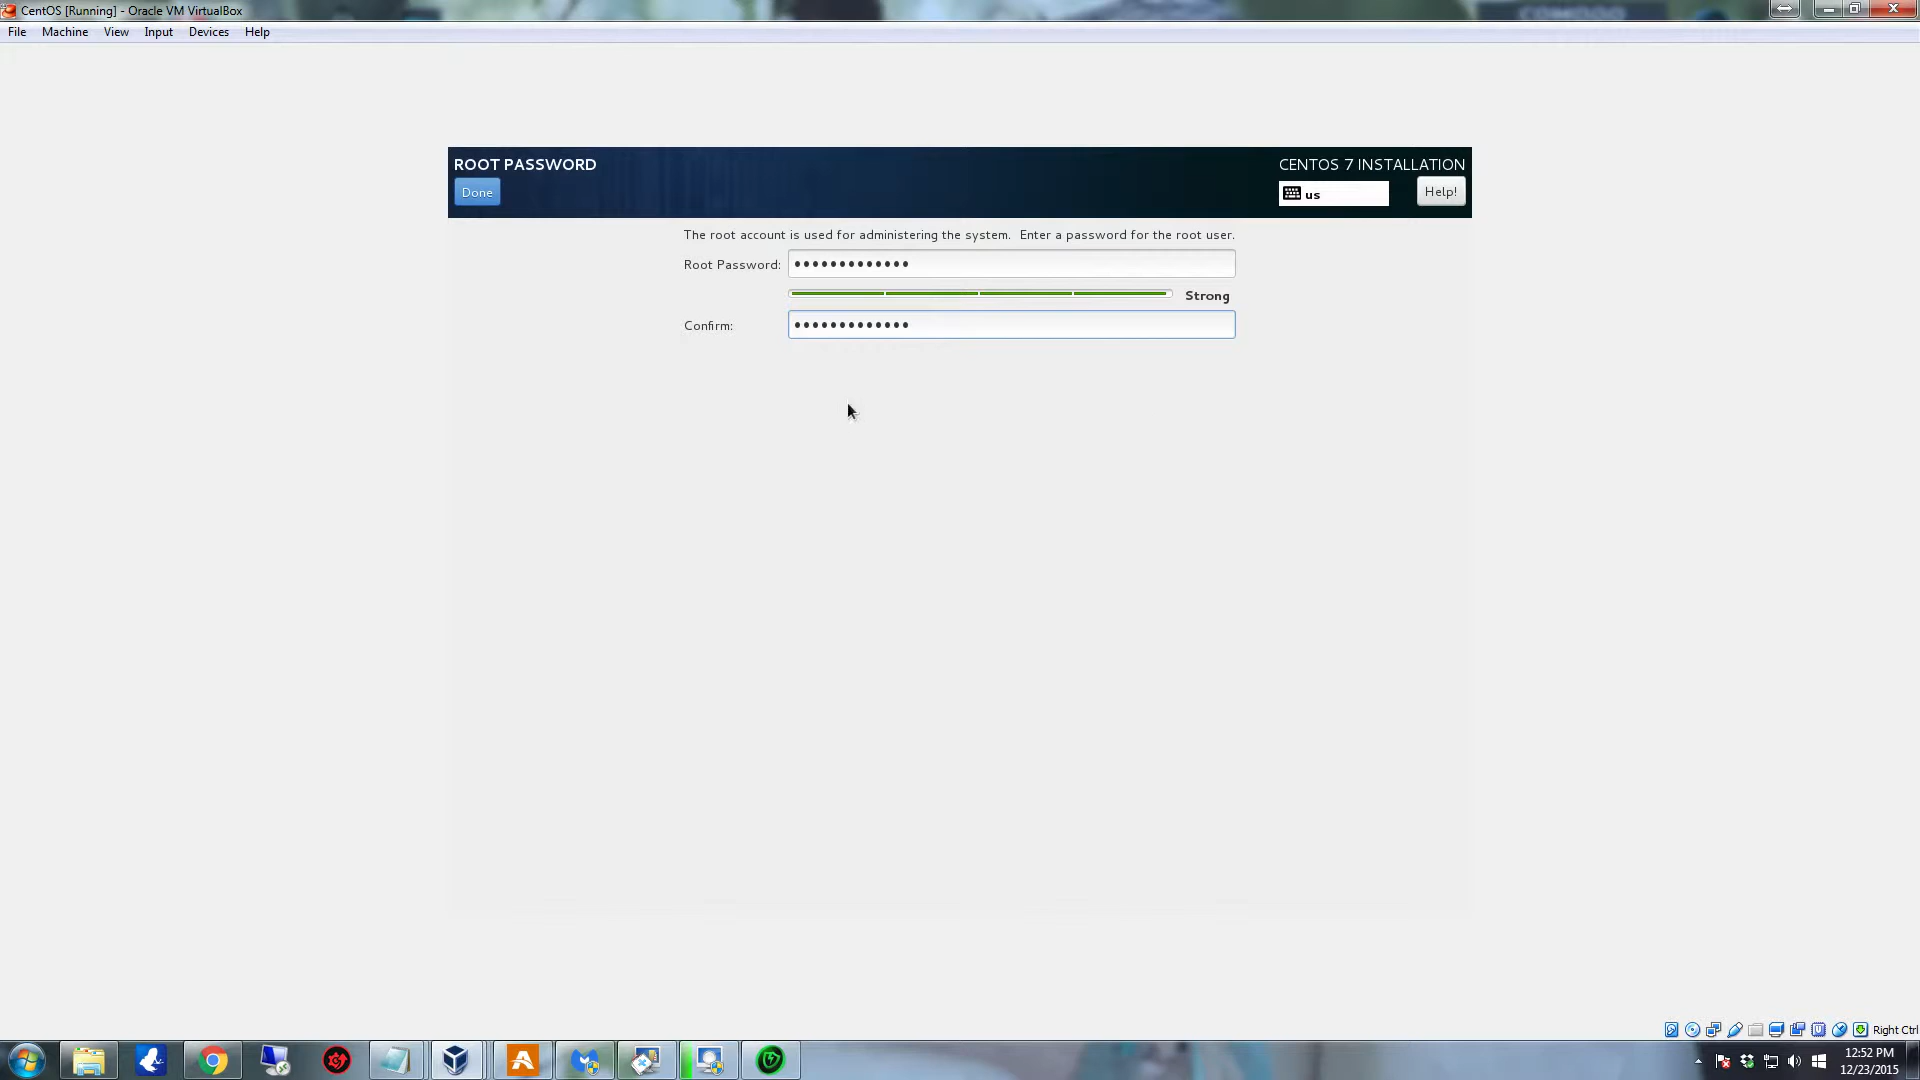 CentOS [Running] - Oracle VM VirtualBox
File Machine View Input Devices Help
ROOT PASSWORD
CENTOS 7 INSTALLATION
Done
us
Help!
The root account is used for administering the system. Enter a password for the root user.
Root Password: •••••••••••••
Strong
Confirm: •••••••••••••
Right Ctrl
12:52 PM
12/23/2015